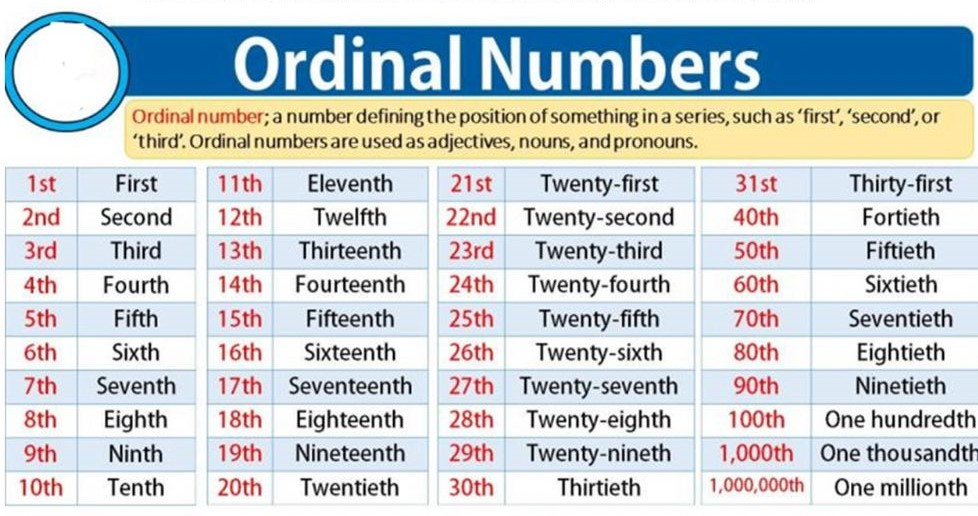 Ordinal Numbers
Ordinal number; a number defining the position of something in a series, such as ‘first’, ‘second’, or
‘third’. Ordinal numbers are used as adjectives, nouns, and pronouns.
1st First 11th Eleventh 21st Twenty-first 31st Thirty-first
2nd Second 12th Twelfth 22nd Twenty-second 40th Fortieth
3rd Third 13th Thirteenth 23rd Twenty-third 50th Fiftieth
4th Fourth 14th Fourteenth 24th Twenty-fourth 60th Sixtieth
5th Fifth 15th Fifteenth 25th Twenty-fifth 70th Seventieth
6th Sixth 16th Sixteenth 26th Twenty-sixth 80th Eightieth
7th Seventh 17th Seventeenth 27th Twenty-seventh 90th Ninetieth
8th Eighth 18th Eighteenth 28th Twenty-eighth 100th One hundredth
9th Ninth 19th Nineteenth 29th Twenty-nineth 1,000th One thousandth
10th Tenth 20th Twentieth 30th Thirtieth 1,000,000th One millionth